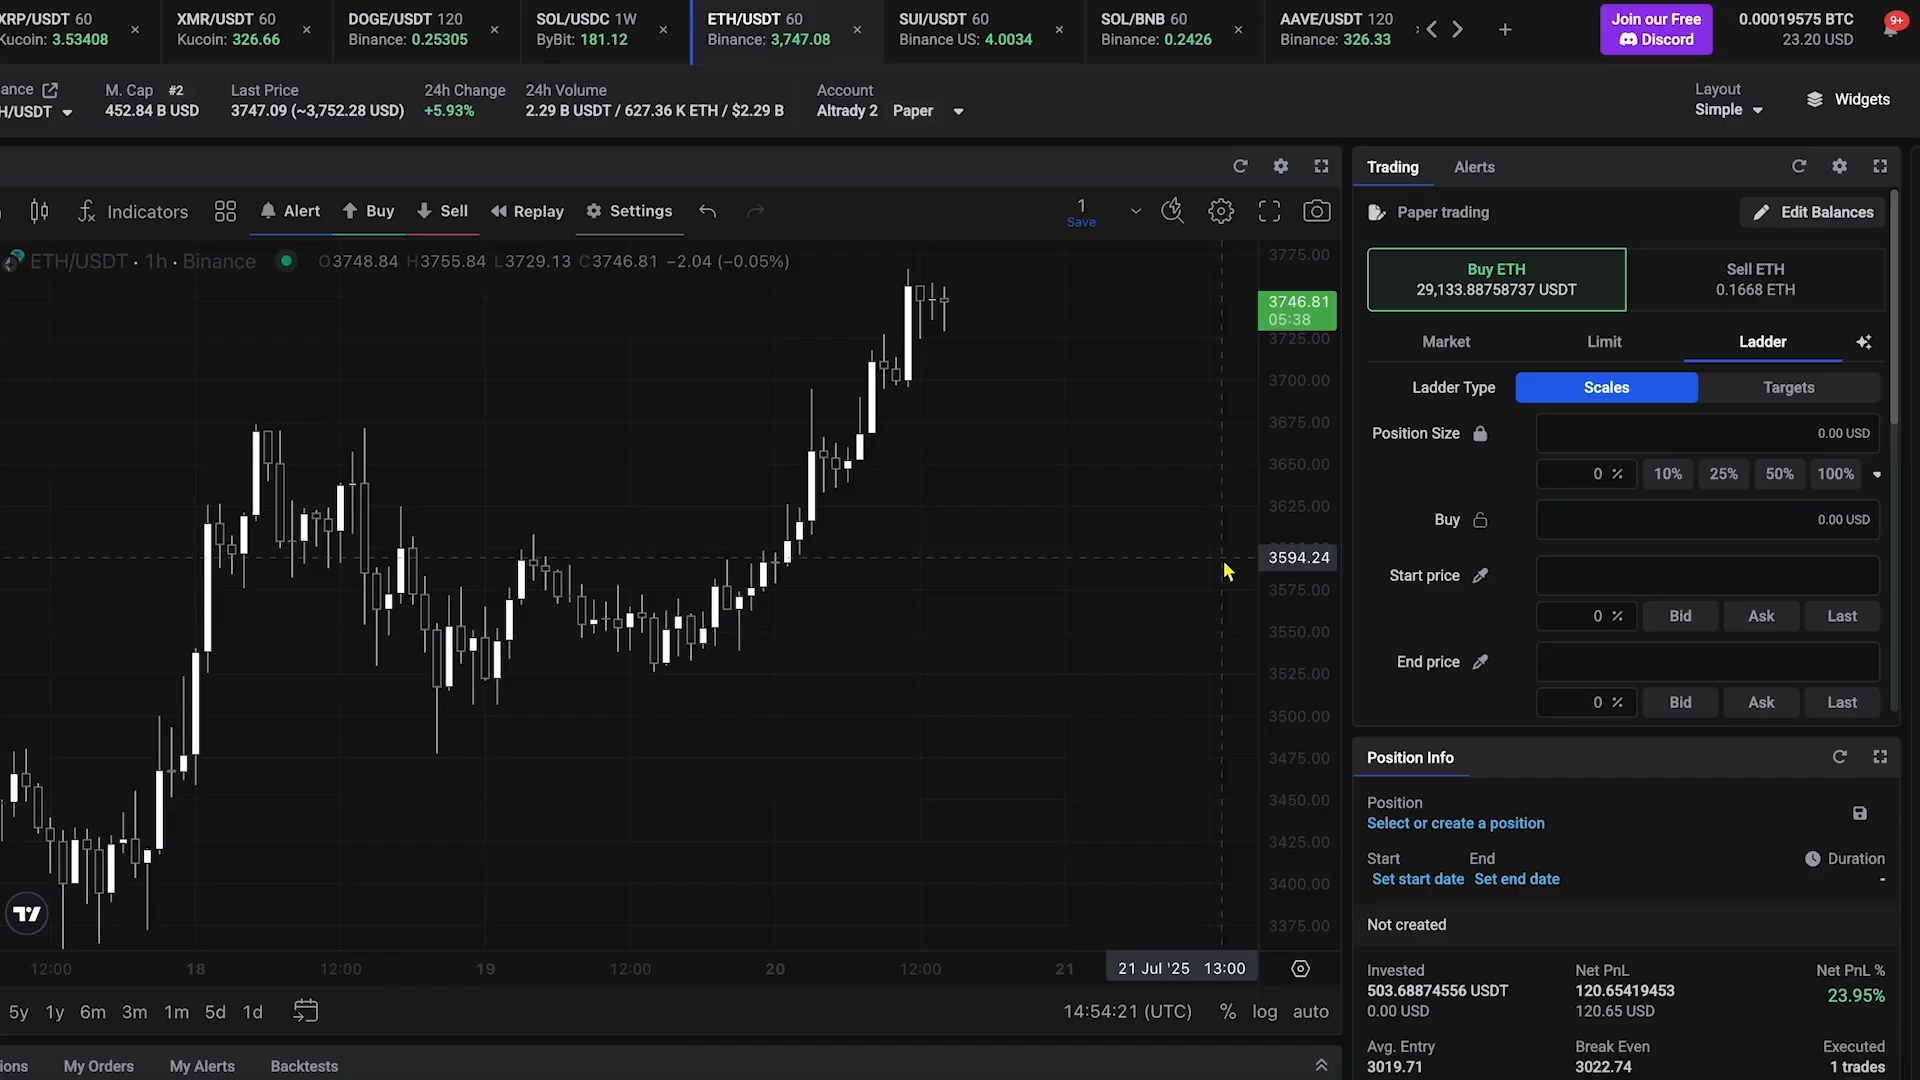 XRP/USDT 60
Kucoin: 3.53408
XMR/USDT 60
Kucoin: 326.66
DOGE/USDT 120
Binance: 0.25305
SOL/USDC 1W
ByBit: 181.12
ETH/USDT 60
Binance: 3,747.08
SUI/USDT 60
Binance US: 4.0034
SOL/BNB 60
Binance: 0.2426
AAVE/USDT 120
Binance: 326.33
Join our Free
Discord
0.00019575 BTC
23.20 USD
9+
ance
H/USDT
M. Cap #2
452.84 B USD
Last Price
3747.09 (~3,752.28 USD)
24h Change
+5.93%
24h Volume
2.29 B USDT / 627.36 K ETH / $2.29 B
Account
Altrady 2 Paper
Layout
Simple
Widgets
Indicators
Alert
Buy
Sell
Replay
Settings
1
Save
ETH/USDT · 1h · Binance
O3748.84 H3755.84 L3729.13 C3746.81 −2.04 (−0.05%)
3775.00
3746.81
05:38
3725.00
3700.00
3675.00
3650.00
3625.00
3594.24
3575.00
3550.00
3525.00
3500.00
3475.00
3450.00
3425.00
3400.00
3375.00
12:00
18
12:00
19
12:00
20
12:00
21
21 Jul '25 13:00
5y 1y 6m 3m 1m 5d 1d
14:54:21 (UTC) % log auto
ions
My Orders
My Alerts
Backtests
Trading
Alerts
Paper trading
Edit Balances
Buy ETH
29,133.88758737 USDT
Sell ETH
0.1668 ETH
Market
Limit
Ladder
Ladder Type
Scales
Targets
Position Size
0.00 USD
0 % 10% 25% 50% 100%
Buy
0.00 USD
Start price
0 % Bid Ask Last
End price
0 % Bid Ask Last
Position Info
Position
Select or create a position
Start
Set start date
End
Set end date
Duration
-
Not created
Invested
503.68874556 USDT
0.00 USD
Net PnL
120.65419453
120.65 USD
Net PnL %
23.95%
Avg. Entry
3019.71
Break Even
3022.74
Executed
1 trades